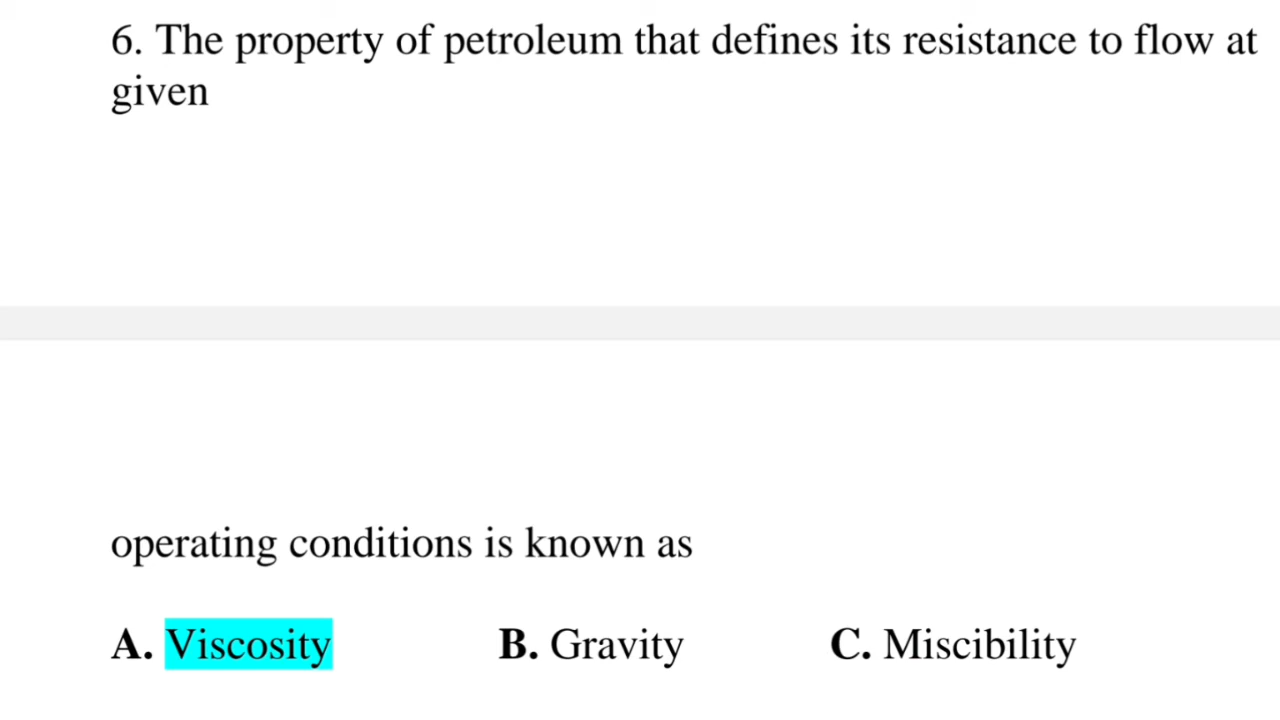 6. The property of petroleum that defines its resistance to flow at
given
operating conditions is known as
A. Viscosity B. Gravity C. Miscibility